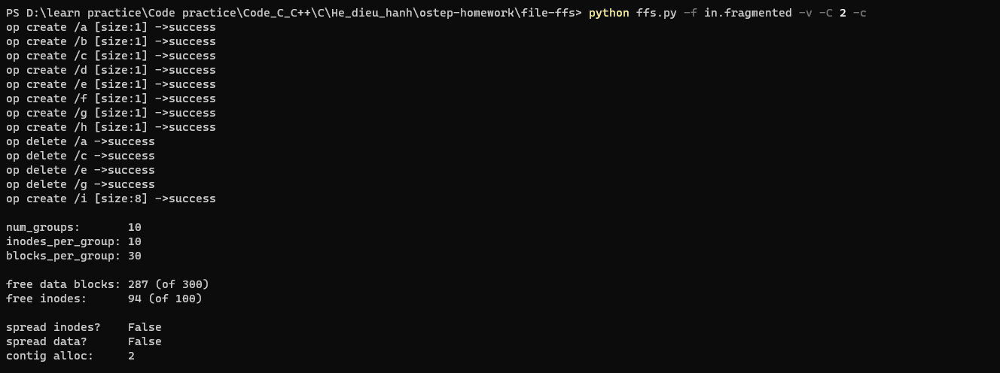 PS D:\learn practice\Code practice\Code_C_C++\C\He_dieu_hanh\ostep-homework\file-ffs> python ffs.py -f in.fragmented -v -C 2 -c
op create /a [size:1] ->success
op create /b [size:1] ->success
op create /c [size:1] ->success
op create /d [size:1] ->success
op create /e [size:1] ->success
op create /f [size:1] ->success
op create /g [size:1] ->success
op create /h [size:1] ->success
op delete /a ->success
op delete /c ->success
op delete /e ->success
op delete /g ->success
op create /i [size:8] ->success
num_groups:       10
inodes_per_group: 10
blocks_per_group: 30
free data blocks: 287 (of 300)
free inodes:      94 (of 100)
spread inodes?    False
spread data?      False
contig alloc:     2